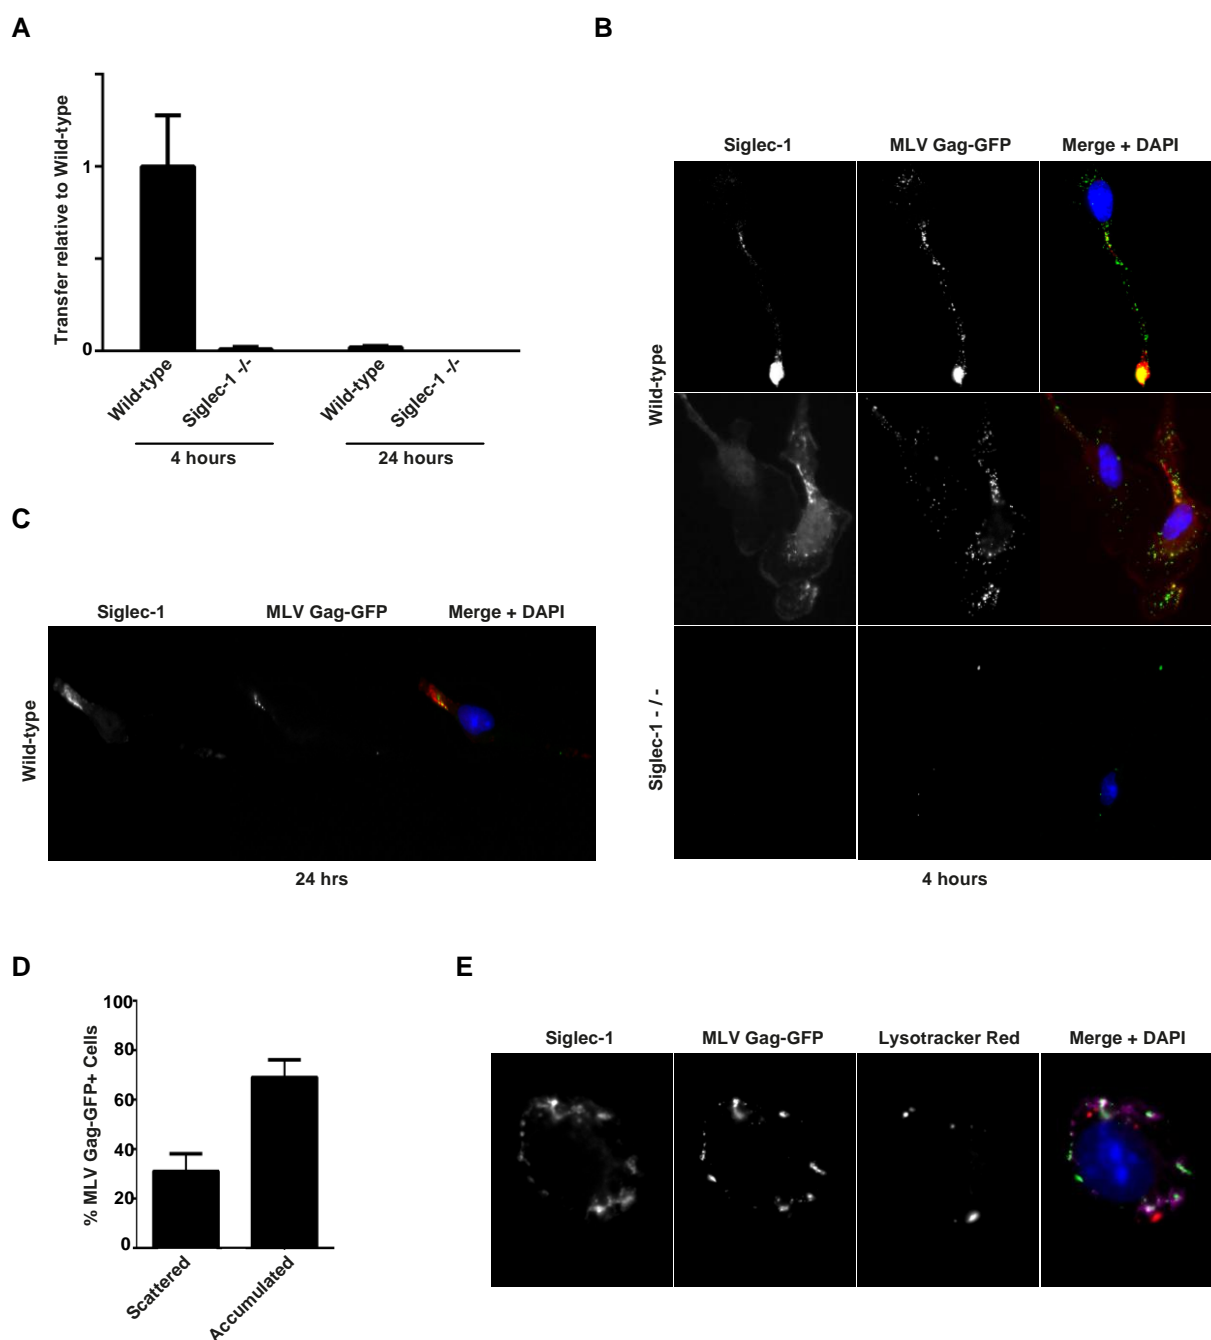 A
B
Transfer relative to Wild-type
1
0
Wild-type
Siglec-1 -/-
Wild-type
Siglec-1 -/-
4 hours
24 hours
Siglec-1
MLV Gag-GFP
Merge + DAPI
Wild-type
Siglec-1 - / -
4 hours
C
Siglec-1
MLV Gag-GFP
Merge + DAPI
Wild-type
24 hrs
D
% MLV Gag-GFP+ Cells
100
80
60
40
20
0
Scattered
Accumulated
E
Siglec-1
MLV Gag-GFP
Lysotracker Red
Merge + DAPI